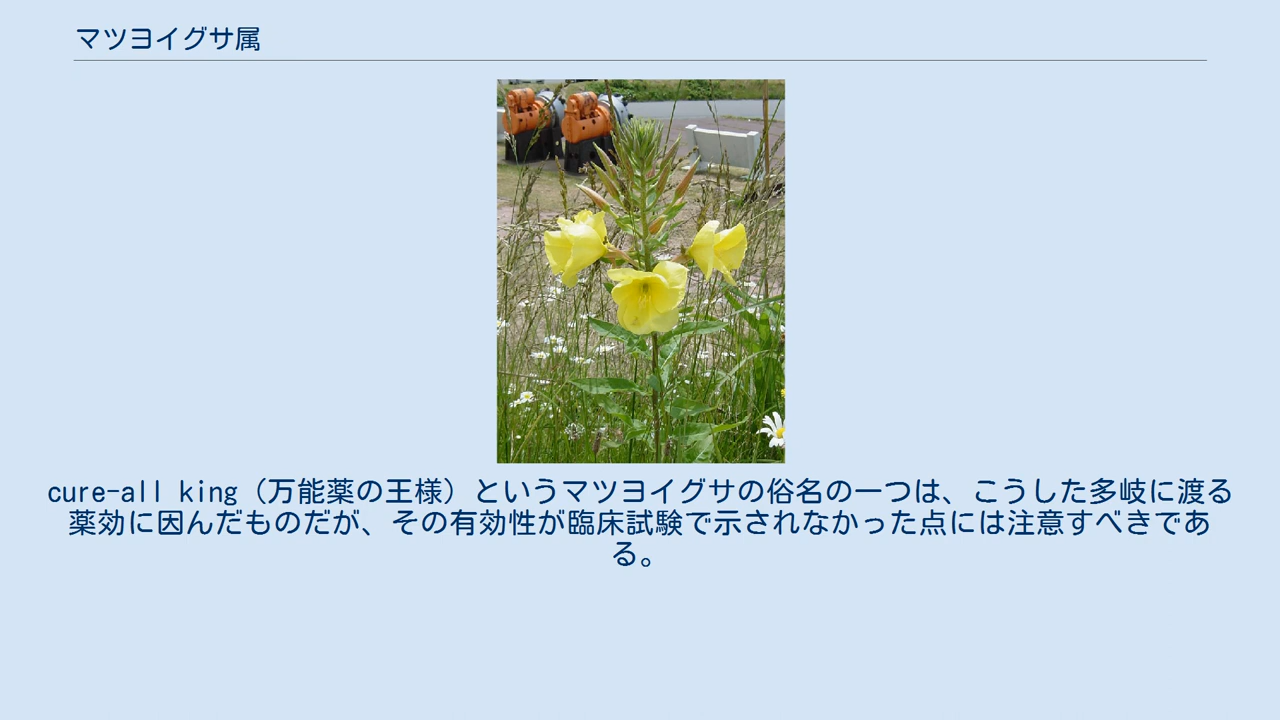 マツヨイグサ属
cure-all king（万能薬の王様）というマツヨイグサの俗名の一つは、こうした多岐に渡る
薬効に因んだものだが、その有効性が臨床試験で示されなかった点には注意すべきであ
る。